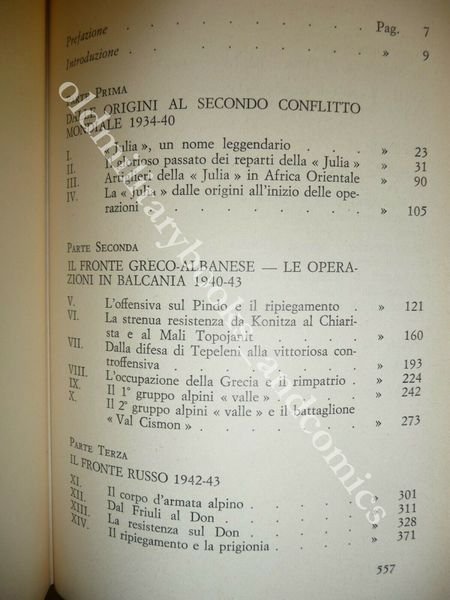 Prefazione . . . . . . Pag. 7
Introduzione . . . . . . » 9
PARTE PRIMA
DALLE ORIGINI AL SECONDO CONFLITTO
MONDIALE 1934-40
I. « Julia », un nome leggendario . . . » 23
II. Il glorioso passato dei reparti della « Julia » » 31
III. Artiglieri della « Julia » in Africa Orientale » 90
IV. La « Julia » dalle origini all'inizio delle ope-
razioni . . . . . . » 105
PARTE SECONDA
IL FRONTE GRECO-ALBANESE — LE OPERA-
ZIONI IN BALCANIA 1940-43
V. L'offensiva sul Pindo e il ripiegamento . » 121
VI. La strenua resistenza da Konitza al Chiari-
sta e al Mali Topojanit . . . » 160
VII. Dalla difesa di Tepeleni alla vittoriosa con-
troffensiva . . . . . » 193
VIII. L'occupazione della Grecia e il rimpatrio . » 224
IX. Il 1° gruppo alpini « valle » . . . » 242
X. Il 2° gruppo alpini « valle » e il battaglione
« Val Cismon » . . . . . » 273
PARTE TERZA
IL FRONTE RUSSO 1942-43
XI. Il corpo d'armata alpino . . . » 301
XII. Dal Friuli al Don . . . . » 311
XIII. La resistenza sul Don . . . » 328
XIV. Il ripiegamento e la prigionia . . » 371
557
oldmilitarybooksandcomics